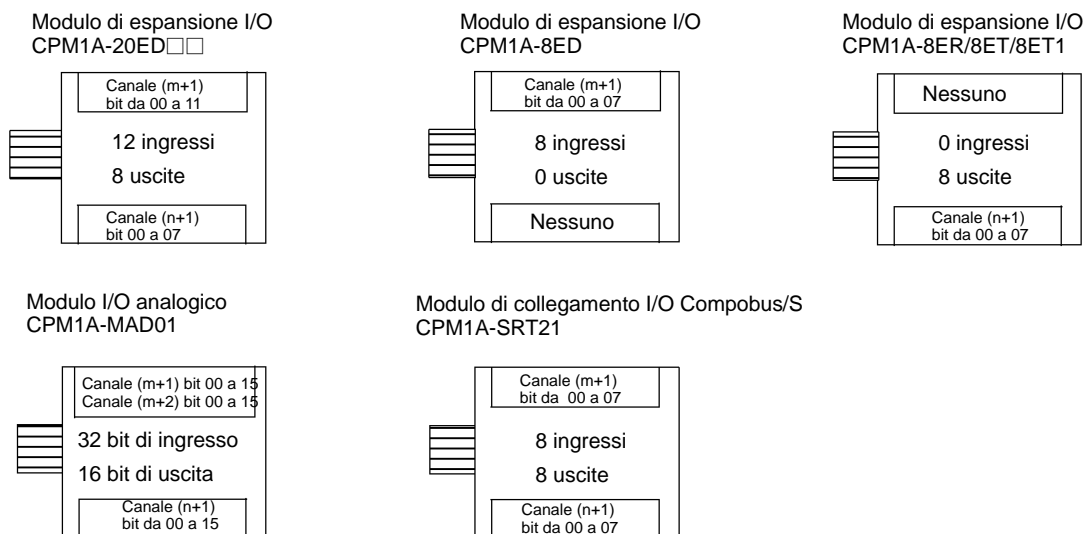 Modulo di espansione I/O
CPM1A-20ED□□
Canale (m+1)
bit da 00 a 11
12 ingressi
8 uscite
Canale (n+1)
bit 00 a 07
Modulo di espansione I/O
CPM1A-8ED
Canale (m+1)
bit da 00 a 07
8 ingressi
0 uscite
Nessuno
Modulo di espansione I/O
CPM1A-8ER/8ET/8ET1
Nessuno
0 ingressi
8 uscite
Canale (n+1)
bit da 00 a 07
Modulo I/O analogico
CPM1A-MAD01
Canale (m+1) bit 00 a 15
Canale (m+2) bit 00 a 15
32 bit di ingresso
16 bit di uscita
Canale (n+1)
bit da 00 a 15
Modulo di collegamento I/O Compobus/S
CPM1A-SRT21
Canale (m+1)
bit da 00 a 07
8 ingressi
8 uscite
Canale (n+1)
bit da 00 a 07